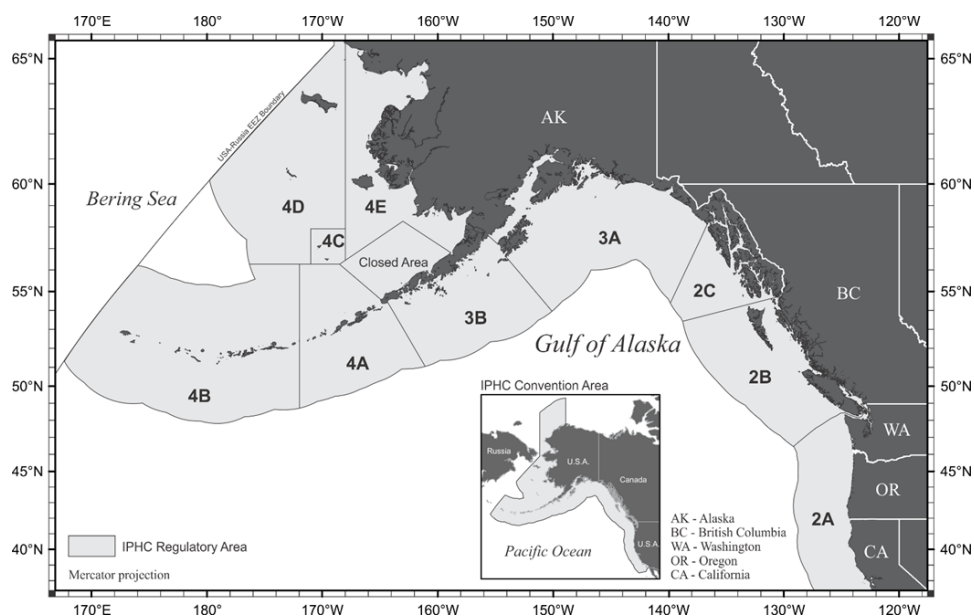 170°E 180° 170°W 160°W 150°W 140°W 130°W 120°W
65°N 65°N
USA-Russia EEZ Boundary
AK
60°N 60°N
Bering Sea
4D 4E
4C
3A
Closed Area
2C
BC
55°N 55°N
3B
Gulf of Alaska
4A
2B
50°N 50°N
4B
IPHC Convention Area
WA
Russia
U.S.A.
Canada
45°N 45°N
OR
2A
AK - Alaska
BC - British Columbia
WA - Washington
OR - Oregon
CA - California
U.S.A.
IPHC Regulatory Area
Pacific Ocean
CA
40°N 40°N
Mercator projection
170°E 180° 170°W 160°W 150°W 140°W 130°W 120°W